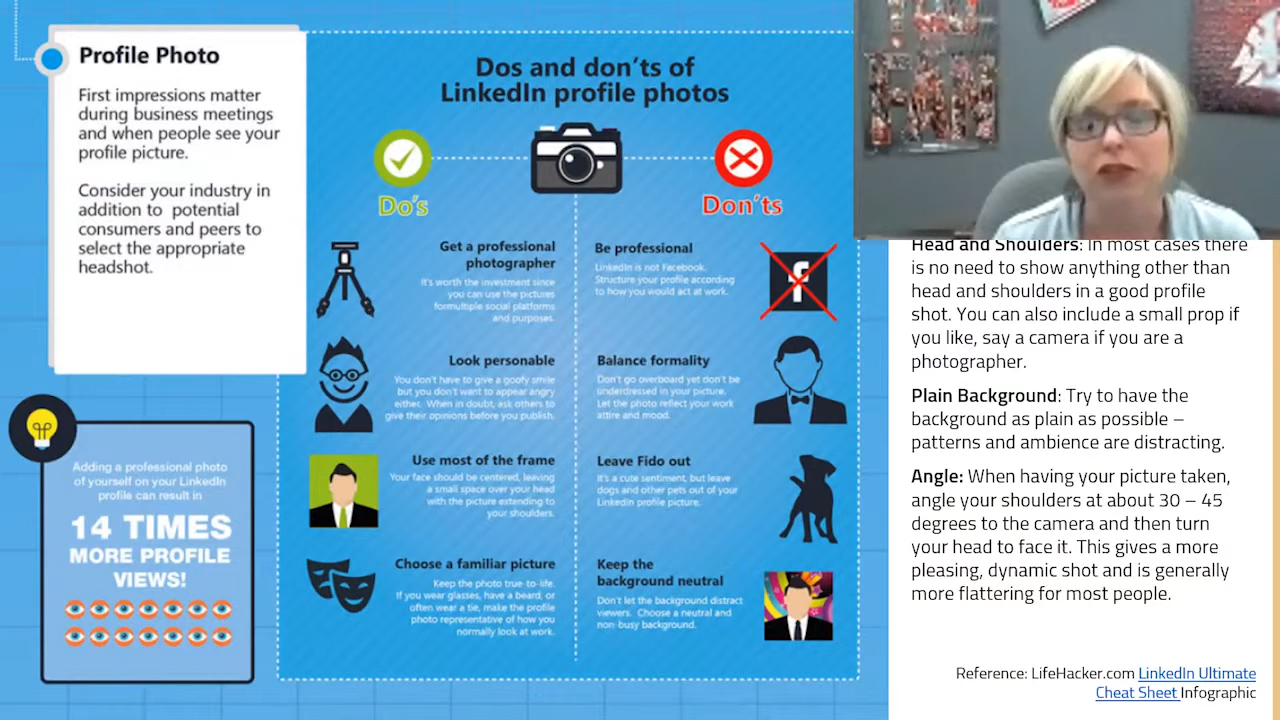 Profile Photo
First impressions matter
during business meetings
and when people see your
profile picture.
Consider your industry in
addition to potential
consumers and peers to
select the appropriate
headshot.
Adding a professional photo
of yourself on your LinkedIn
profile can result in
14 TIMES
MORE PROFILE
VIEWS!
Dos and don'ts of
LinkedIn profile photos
Do's
Don'ts
Get a professional
photographer
It's worth the investment since
you can use the pictures
formultiple social platforms
and purposes.
Look personable
You don't have to give a goofy smile
but you don't want to appear angry
either. When in doubt, ask others to
give their opinions before you publish.
Use most of the frame
Your face should be centered, leaving
a small space over your head
with the picture extending to
your shoulders.
Choose a familiar picture
Keep the photo true-to-life.
If you wear glasses, have a beard, or
often wear a tie, make the profile
photo representative of how you
normally look at work.
Be professional
LinkedIn is not Facebook.
Structure your profile according
to how you would act at work.
f
Balance formality
Don't go overboard yet don't be
underdressed in your picture.
Let the photo reflect your work
attire and mood.
Leave Fido out
It's a cute sentiment, but leave
dogs and other pets out of your
LinkedIn profile picture.
Keep the
background neutral
Don't let the background distract
viewers. Choose a neutral and
non-busy background.
Head and Shoulders: In most cases there
is no need to show anything other than
head and shoulders in a good profile
shot. You can also include a small prop if
you like, say a camera if you are a
photographer.
Plain Background: Try to have the
background as plain as possible –
patterns and ambience are distracting.
Angle: When having your picture taken,
angle your shoulders at about 30 – 45
degrees to the camera and then turn
your head to face it. This gives a more
pleasing, dynamic shot and is generally
more flattering for most people.
Reference: LifeHacker.com LinkedIn Ultimate
Cheat Sheet Infographic